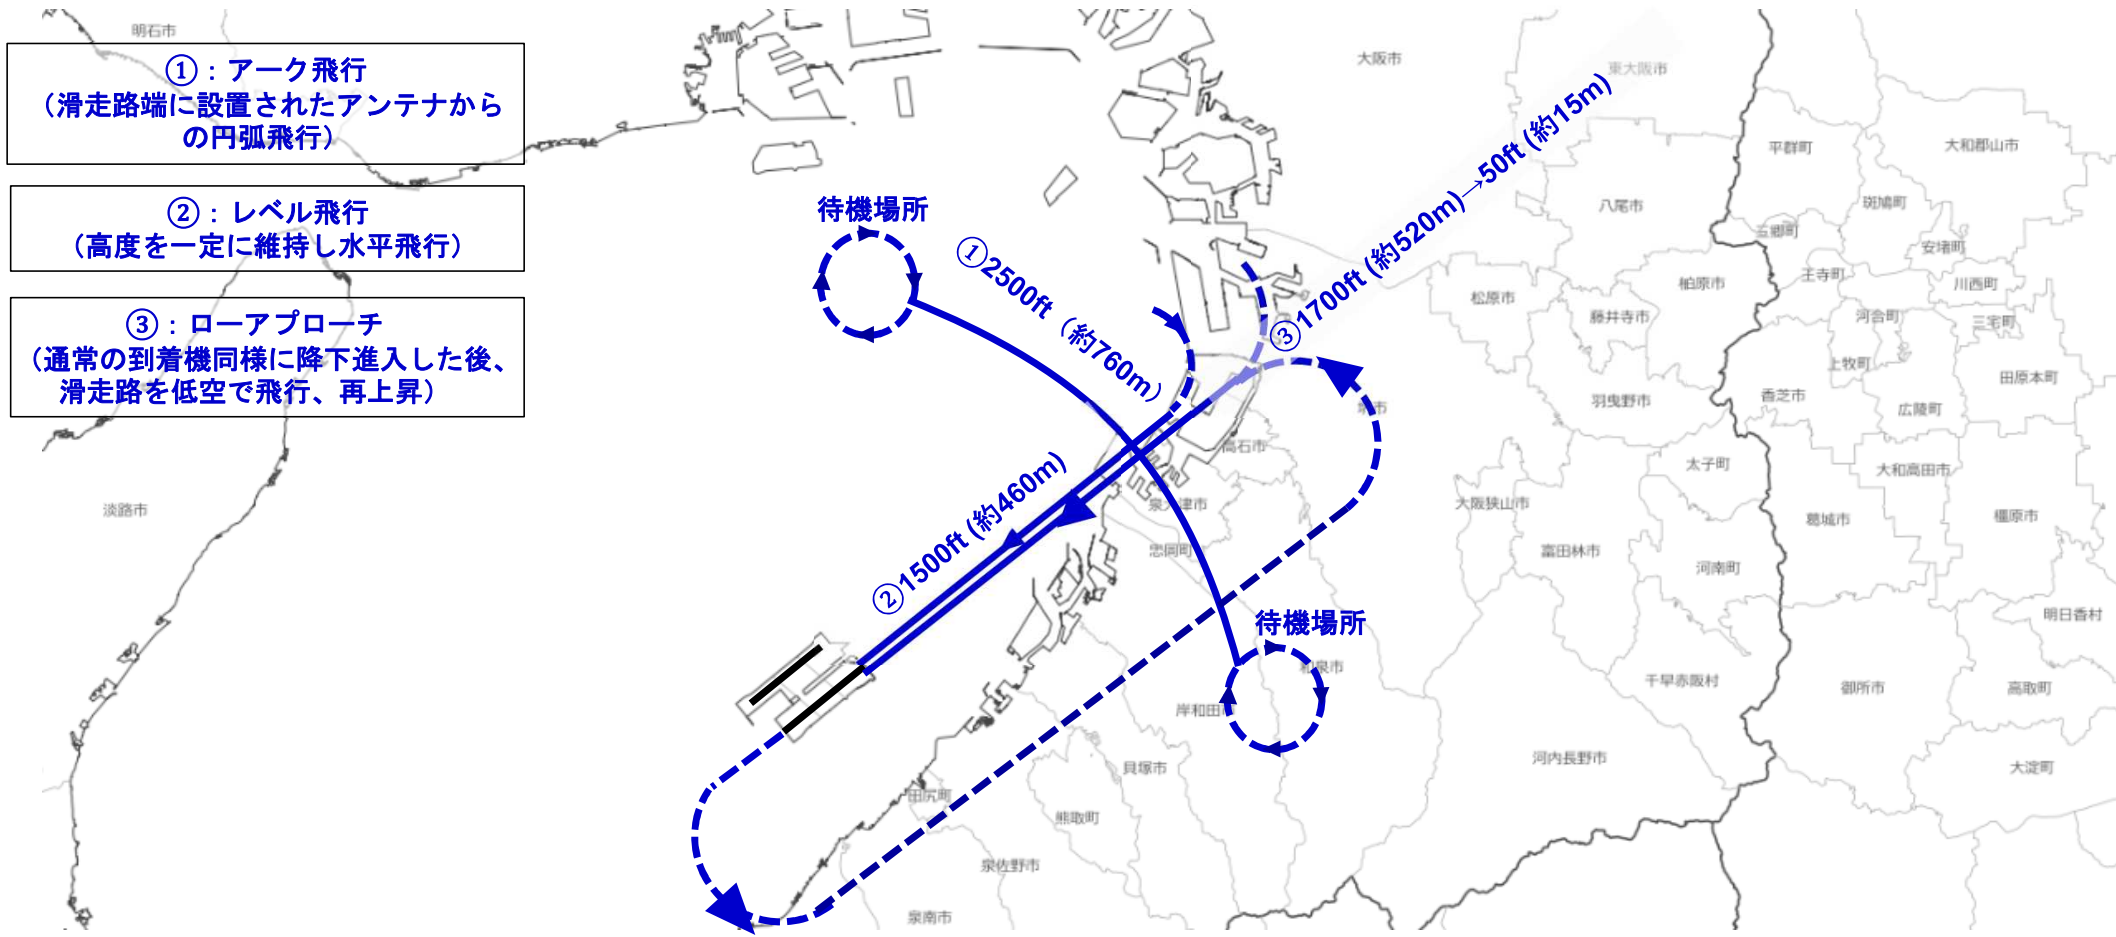 明石市
①：アーク飛行
（滑走路端に設置されたアンテナから
の円弧飛行）
②：レベル飛行
（高度を一定に維持し水平飛行）
③：ローアプローチ
（通常の到着機同様に降下進入した後、
滑走路を低空で飛行、再上昇）
淡路市
待機場所
①2500ft（約760m）
②1500ft (約460m)
③1700ft (約520m)→50ft (約15m)
待機場所
大阪市
東大阪市
八尾市
平群町
大和郡山市
斑鳩町
三郷町
安堵町
王寺町
川西町
柏原市
松原市
藤井寺市
河合町
三宅町
上牧町
田原本町
堺市
羽曳野市
香芝市
広陵町
高石市
太子町
大和高田市
泉大津市
大阪狭山市
葛城市
橿原市
忠岡町
富田林市
河南町
明日香村
和泉市
千早赤阪村
御所市
高取町
岸和田市
河内長野市
貝塚市
大淀町
田尻町
熊取町
泉佐野市
泉南市